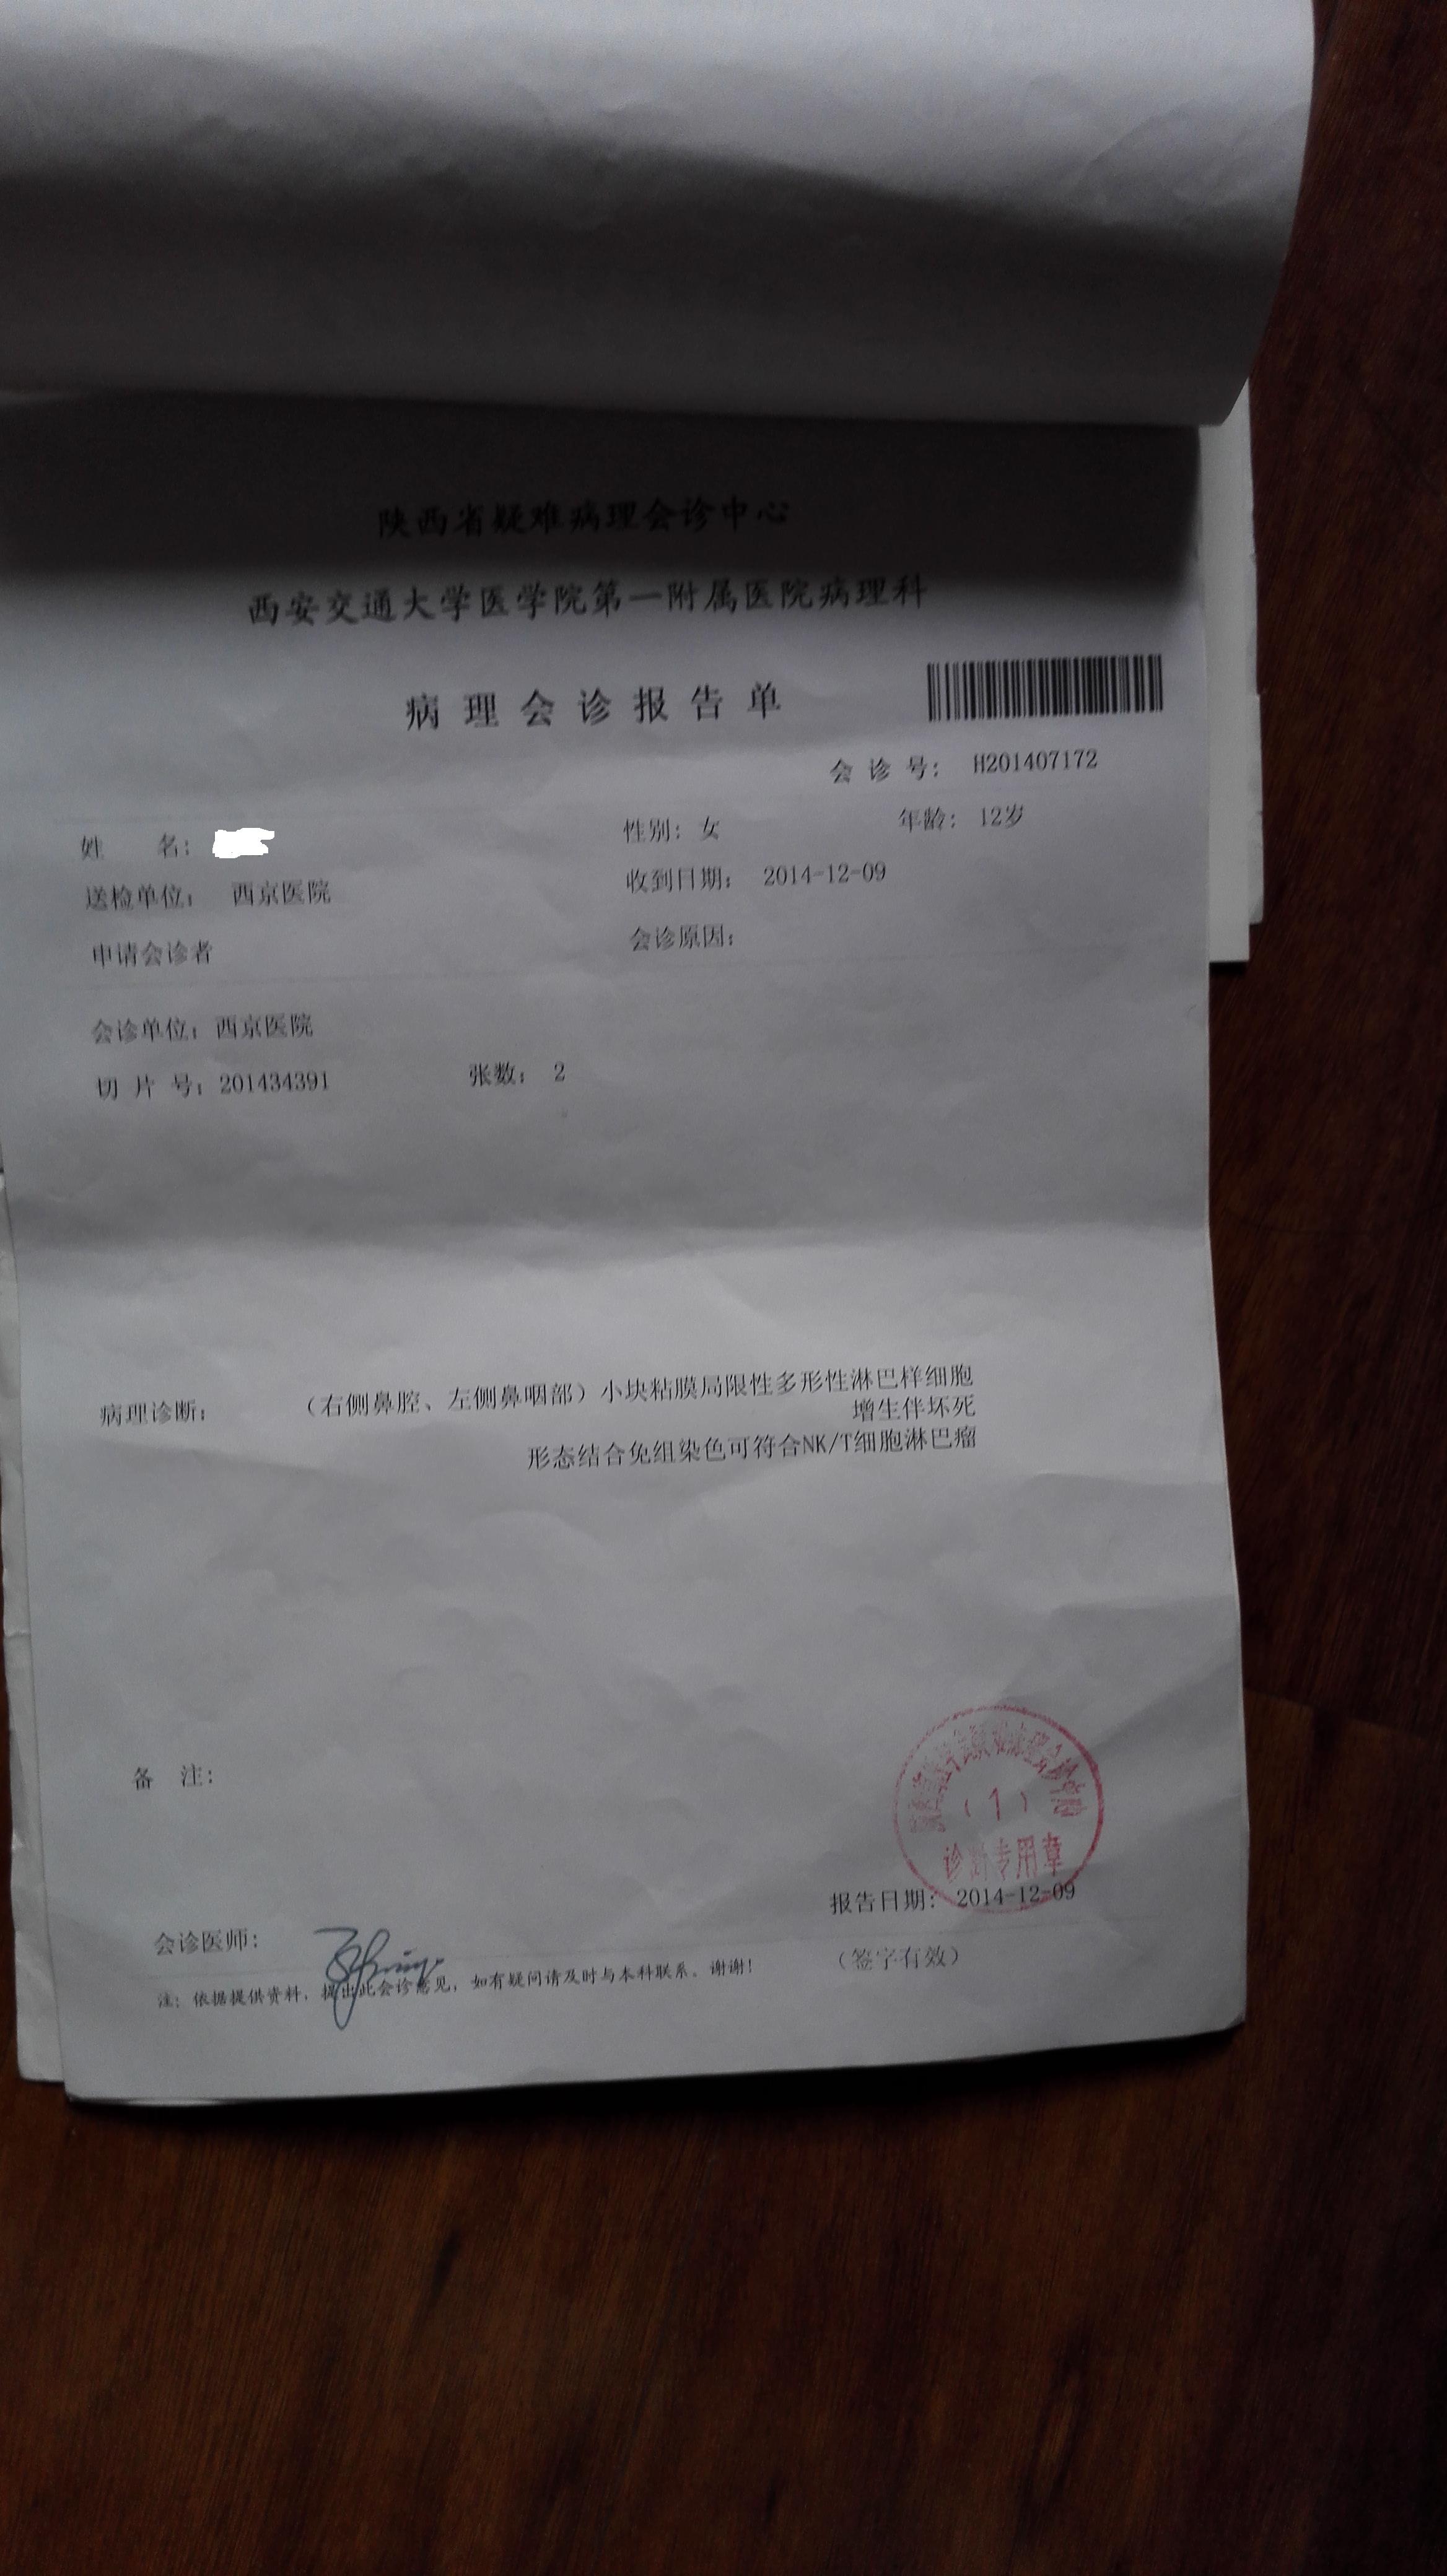 陕西省疑难病理会诊中心
西安交通大学医学院第一附属医院病理科
病理会诊报告单
会诊号： H201407172
姓 名：
性别： 女 年龄： 12岁
送检单位： 西京医院
收到日期： 2014-12-09
申请会诊者
会诊原因：
会诊单位：西京医院
切片号：201434391 张数： 2
病理诊断： （右侧鼻腔、左侧鼻咽部）小块粘膜局限性多形性淋巴样细胞
增生伴坏死
形态结合免组染色可符合NK/T细胞淋巴瘤
备 注：
（1）
诊断专用章
报告日期： 2014-12-09
会诊医师：
（签字有效）
注：依据提供资料，提出此会诊意见，如有疑问请及时与本科联系。谢谢！